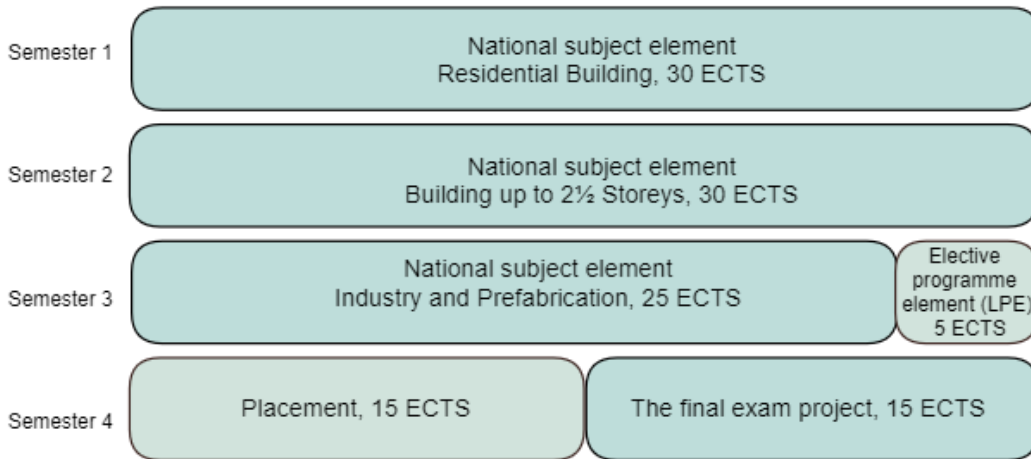 Semester 1
National subject element
Residential Building, 30 ECTS
Semester 2
National subject element
Building up to 2½ Storeys, 30 ECTS
Semester 3
National subject element
Industry and Prefabrication, 25 ECTS
Elective
programme
element (LPE)
5 ECTS
Semester 4
Placement, 15 ECTS
The final exam project, 15 ECTS